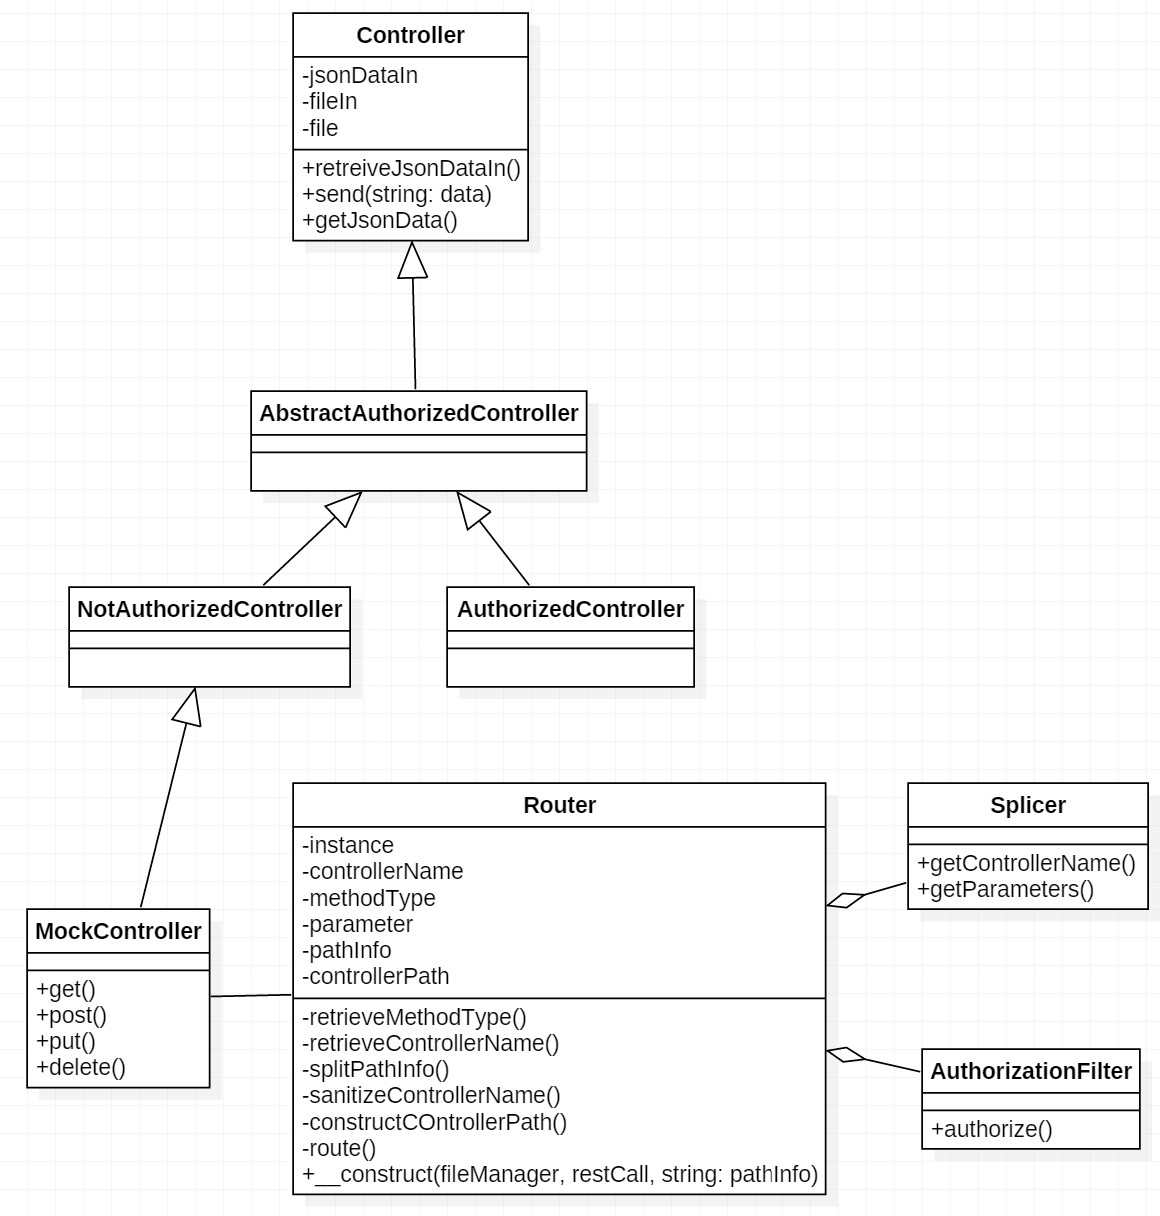 Controller
-jsonDataIn
-fileIn
-file
+retreiveJsonDataIn()
+send(string: data)
+getJsonData()
AbstractAuthorizedController
NotAuthorizedController
AuthorizedController
MockController
+get()
+post()
+put()
+delete()
Router
-instance
-controllerName
-methodType
-parameter
-pathInfo
-controllerPath
-retrieveMethodType()
-retrieveControllerName()
-splitPathInfo()
-sanitizeControllerName()
-constructCOntrollerPath()
-route()
+__construct(fileManager, restCall, string: pathInfo)
Splicer
+getControllerName()
+getParameters()
AuthorizationFilter
+authorize()